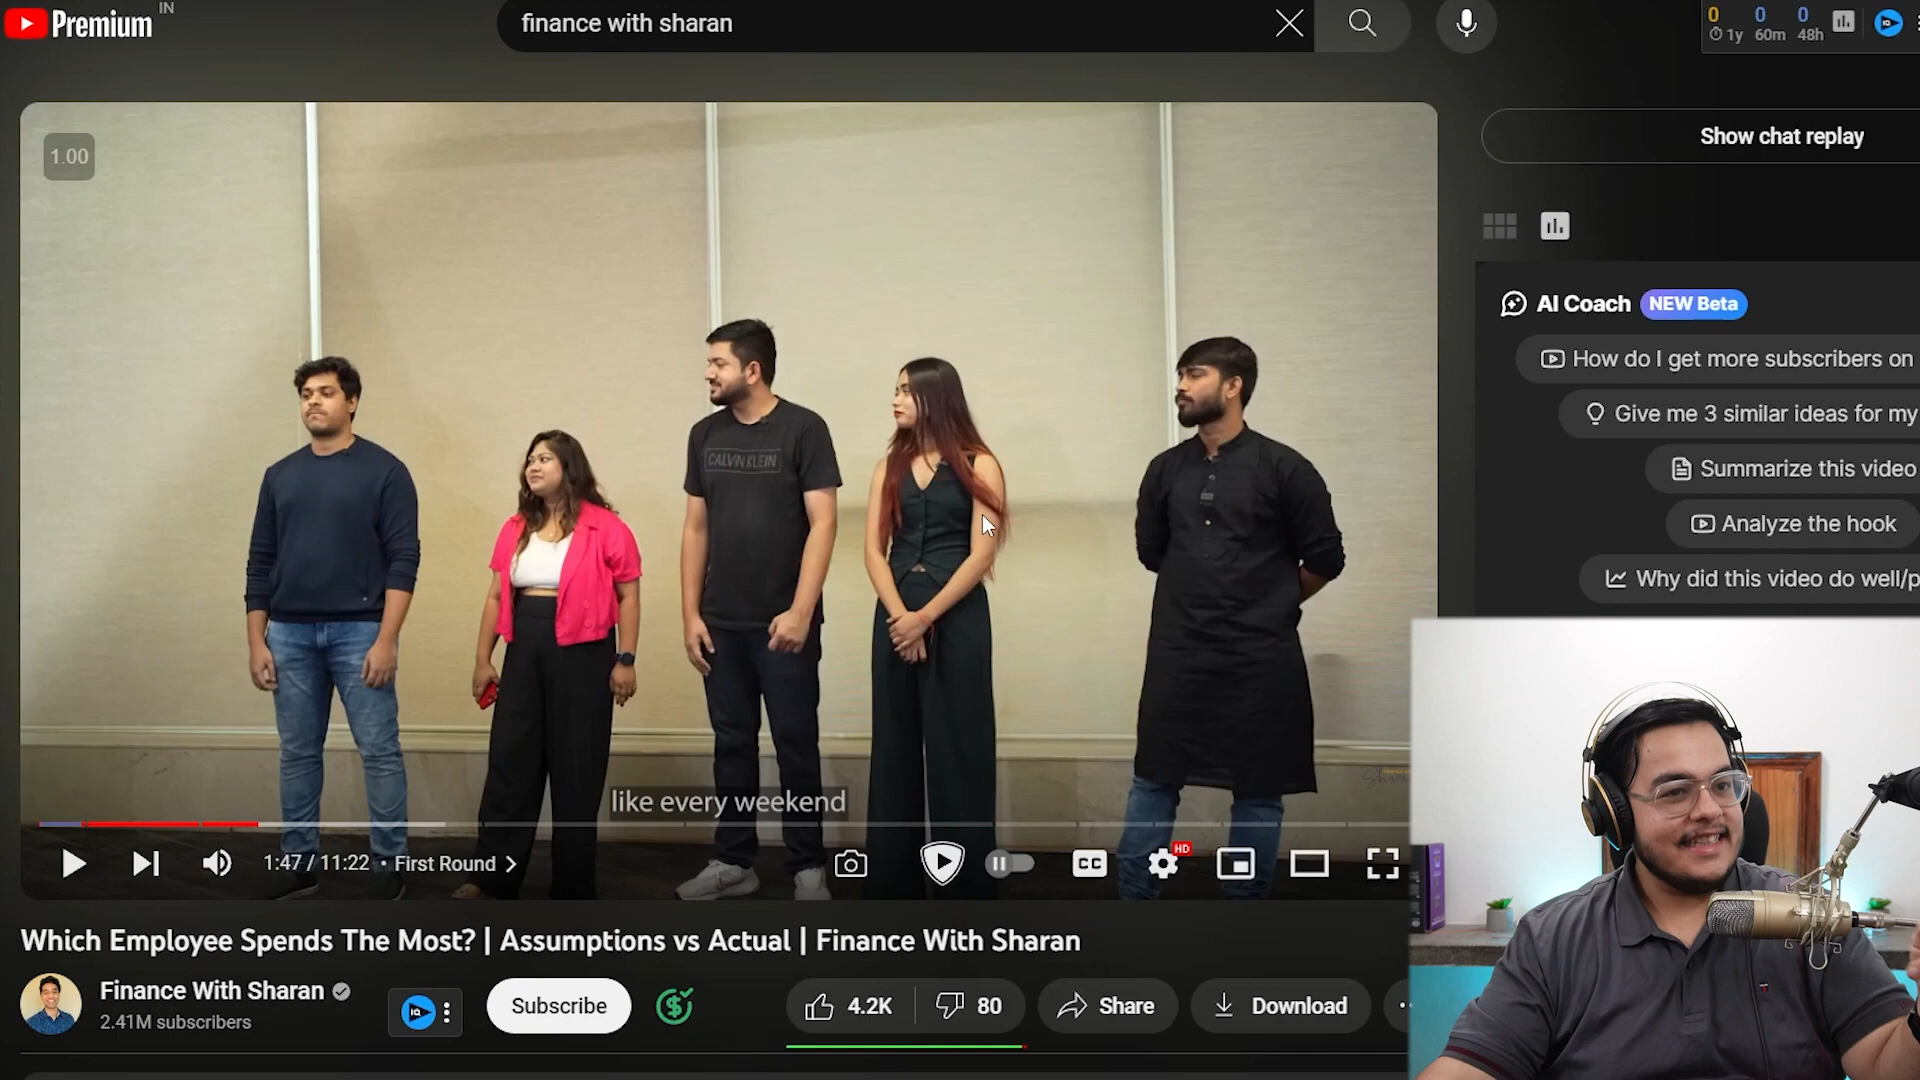 Premium IN
finance with sharan
0 0 0
1y 60m 48h
IQ
Show chat replay
1.00
AI Coach NEW Beta
How do I get more subscribers on
Give me 3 similar ideas for my
Summarize this video
Analyze the hook
Why did this video do well/p
CALVIN KLEIN
like every weekend
1:47 / 11:22 • First Round
CC
HD
Which Employee Spends The Most? | Assumptions vs Actual | Finance With Sharan
Finance With Sharan
2.41M subscribers
IQ
Subscribe
4.2K
80
Share
Download